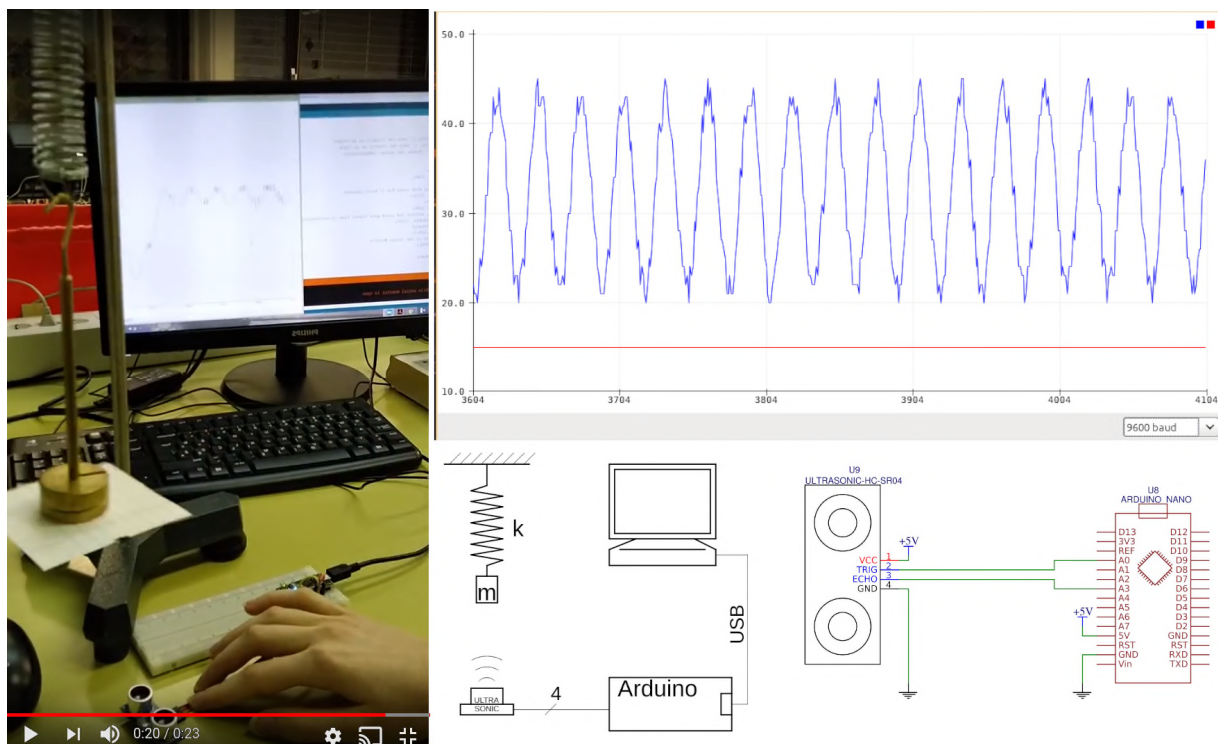 PHILIPS
0:20 / 0:23
50.0
40.0
30.0
20.0
10.0
3604 3704 3804 3904 4004 4104
9600 baud
k
m
ULTRA
SONIC
4
Arduino
USB
U9
ULTRASONIC-HC-SR04
VCC 1
TRIG 2
ECHO 3
GND 4
+5V
+5V
U8
ARDUINO_NANO
D13 D12
3V3 D11
REF D10
A0 D9
A1 D8
A2 D7
A3 D6
A4 D5
A5 D4
A6 D3
A7 D2
5V GND
RST RST
GND RXD
Vin TXD